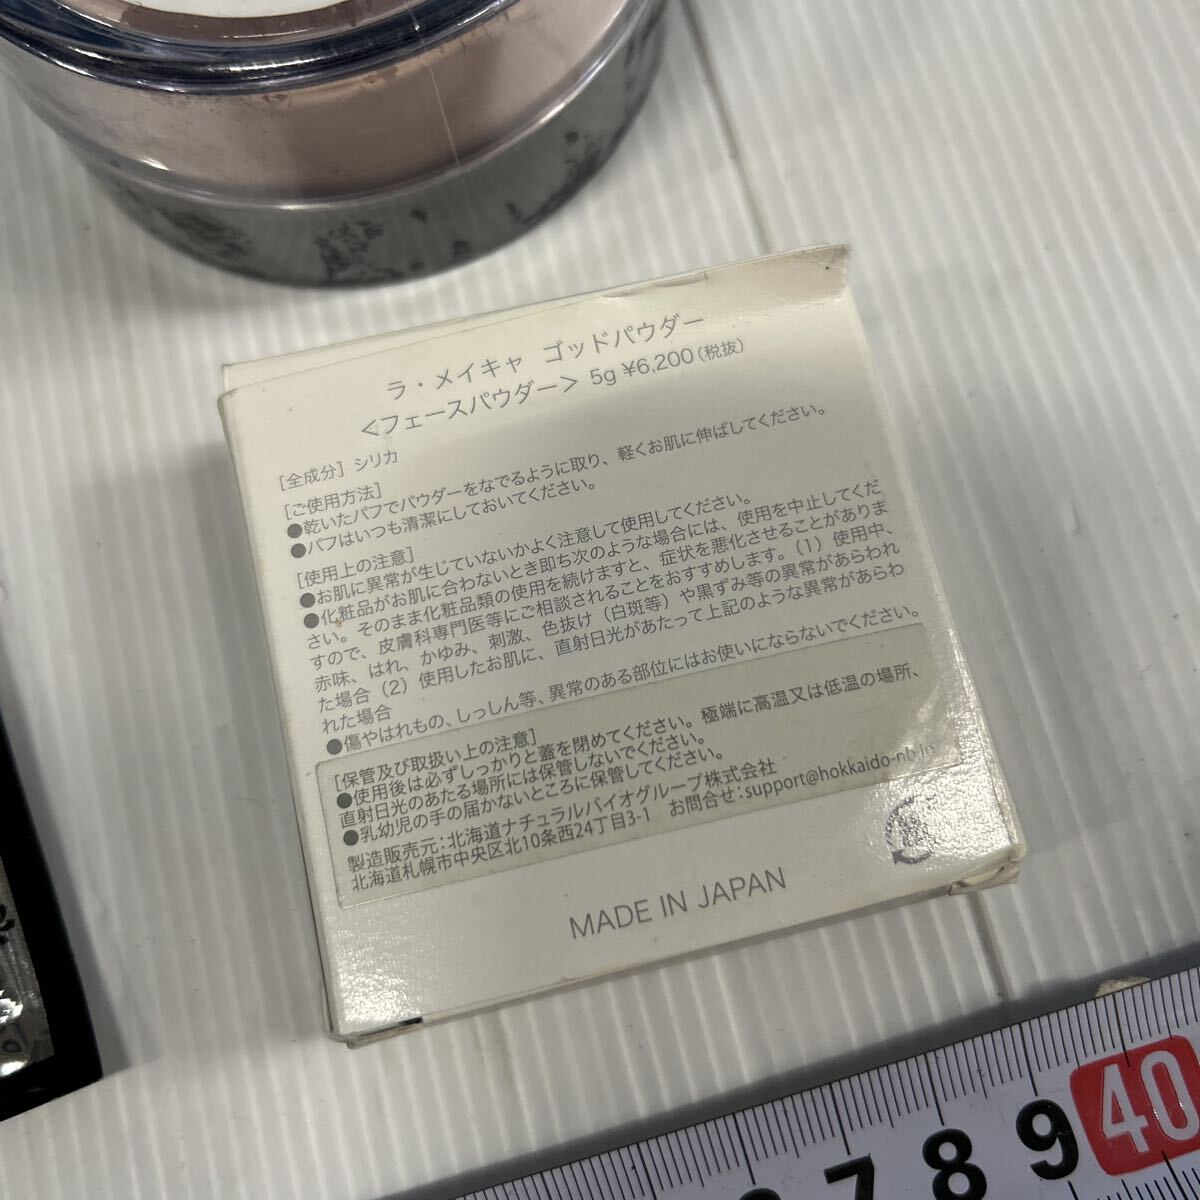 ラ・メイキャ ゴッドパウダー
<フェースパウダー> 5g ¥6,200(税抜)
[全成分] シリカ
[ご使用方法]
●乾いたパフでパウダーをなでるように取り、軽くお肌に伸ばしてください。
●パフはいつも清潔にしておいてください。
[使用上の注意]
●お肌に異常が生じていないかよく注意して使用してください。
●化粧品がお肌に合わないとき即ち次のような場合には、使用を中止してくだ
さい。そのまま化粧品類の使用を続けますと、症状を悪化させることがありま
すので、皮膚科専門医等にご相談されることをおすすめします。(1) 使用中、
赤味、はれ、かゆみ、刺激、色抜け(白斑等)や黒ずみ等の異常があらわれ
た場合 (2) 使用したお肌に、直射日光があたって上記のような異常があらわ
れた場合
●傷やはれもの、しっしん等、異常のある部位にはお使いにならないでください。
[保管及び取扱い上の注意]
●使用後は必ずしっかりと蓋を閉めてください。極端に高温又は低温の場所、
直射日光のあたる場所には保管しないでください。
●乳幼児の手の届かないところに保管してください。
製造販売元:北海道ナチュラルバイオグループ株式会社
北海道札幌市中央区北10条西24丁目3-1 お問合せ:support@hokkaido-nb.jp
MADE IN JAPAN
7 8 9 40